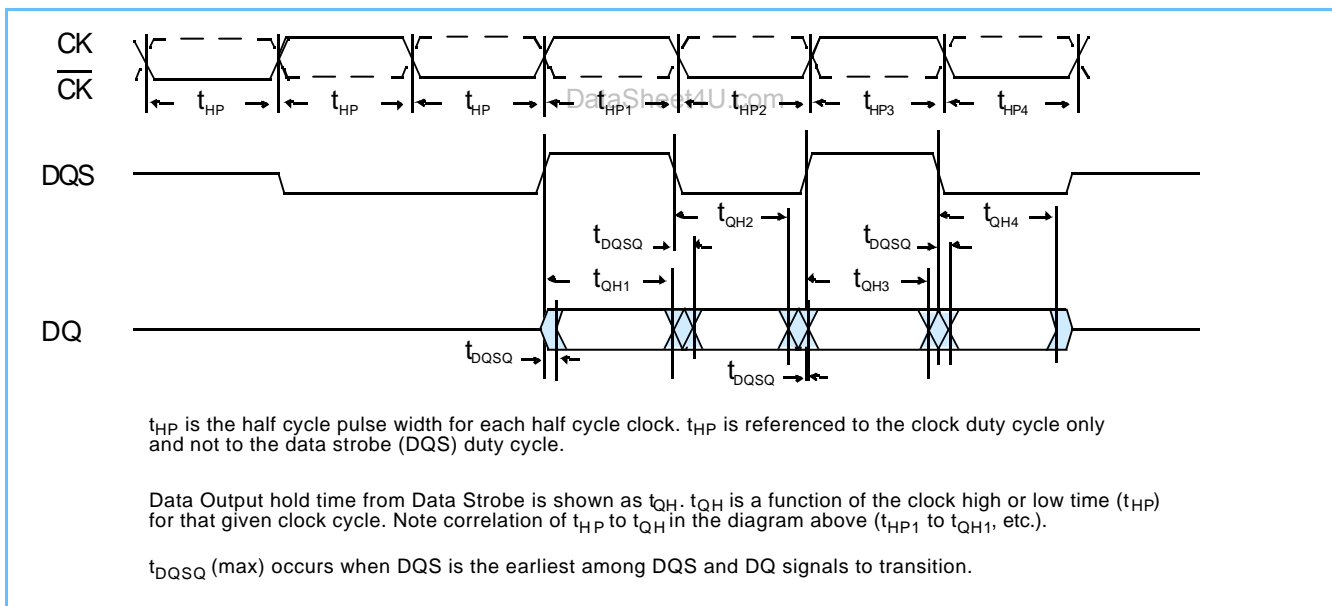 CK
CK
tHP tHP tHP tHP1 tHP2 tHP3 tHP4
DataSheet4U.com
DQS
tQH2 tQH4
tDQSQ tDQSQ
tQH1 tQH3
DQ
tDQSQ tDQSQ
tHP is the half cycle pulse width for each half cycle clock. tHP is referenced to the clock duty cycle only
and not to the data strobe (DQS) duty cycle.
Data Output hold time from Data Strobe is shown as tQH. tQH is a function of the clock high or low time (tHP)
for that given clock cycle. Note correlation of tHP to tQH in the diagram above (tHP1 to tQH1, etc.).
tDQSQ (max) occurs when DQS is the earliest among DQS and DQ signals to transition.